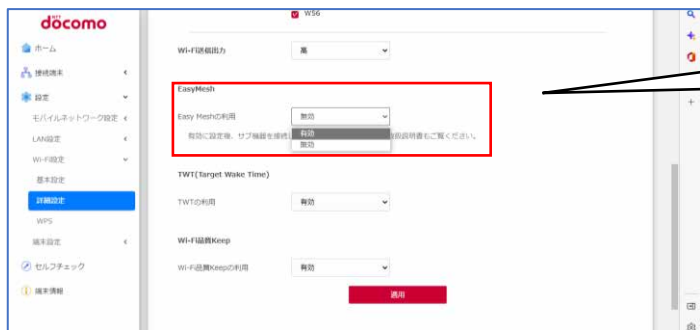 NTT
döcomo
ホーム
接続端末
設定
モバイルネットワーク設定
LAN設定
Wi-Fi設定
基本設定
詳細設定
WPS
端末設定
セルフチェック
端末情報
W56
Wi-Fi送信出力
高
EasyMesh
Easy Meshの利用
無効
有効
無効
有効に設定後、サブ機器を接続
説明書もご覧ください。
TWT(Target Wake Time)
TWTの利用
有効
Wi-Fi品質Keep
Wi-Fi品質Keepの利用
有効
適用